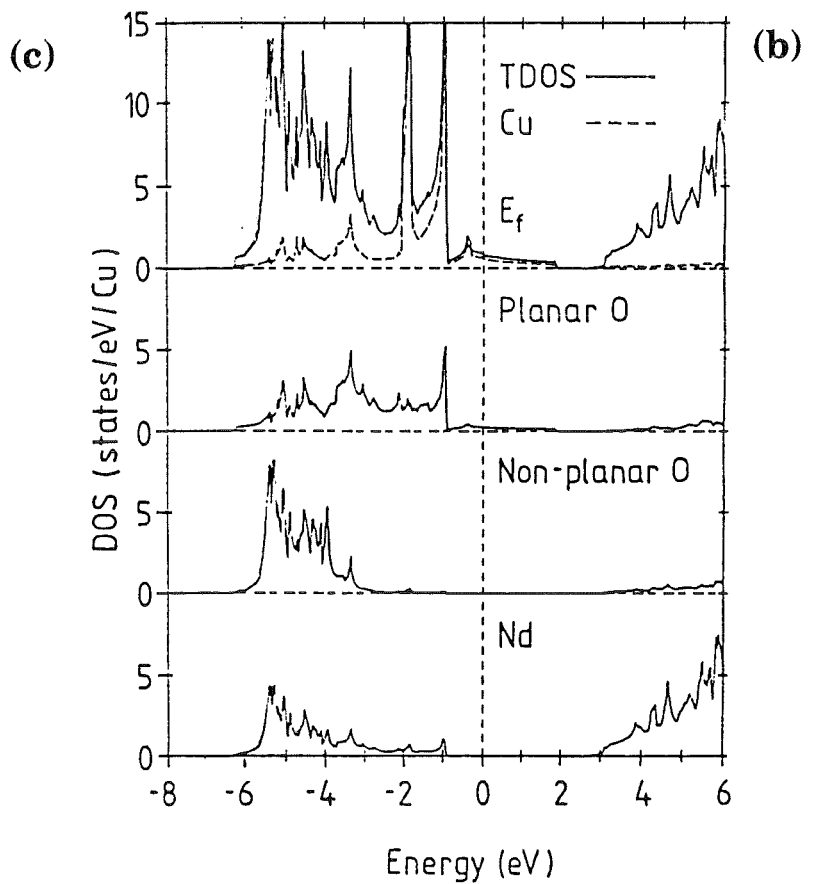 (c)
(b)
15
10
5
0
TDOS
Cu
E_f
Planar O
5
0
Non-planar O
5
0
Nd
5
0
DOS (states/eV/Cu)
-8 -6 -4 -2 0 2 4 6
Energy (eV)